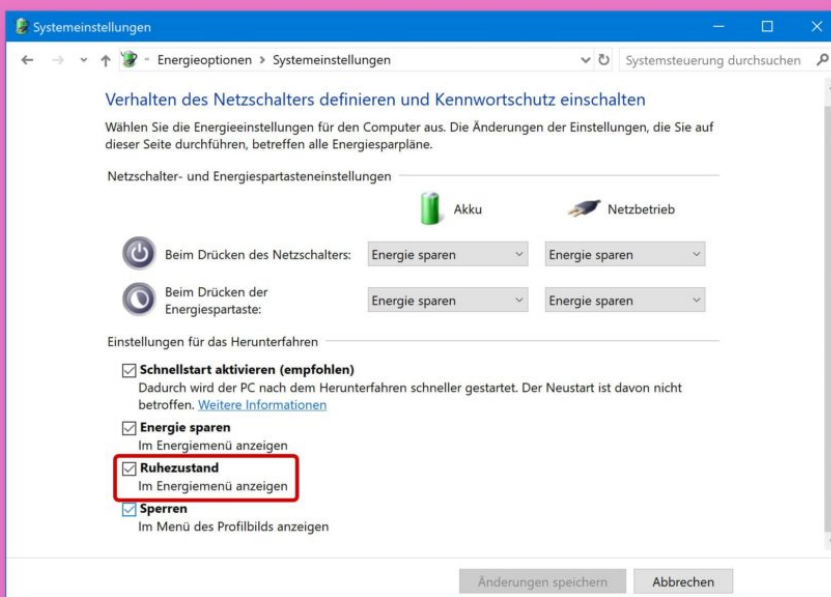 Systemeinstellungen
Energieoptionen > Systemeinstellungen
Systemsteuerung durchsuchen
Verhalten des Netzschalters definieren und Kennwortschutz einschalten
Wählen Sie die Energieeinstellungen für den Computer aus. Die Änderungen der Einstellungen, die Sie auf
dieser Seite durchführen, betreffen alle Energiesparpläne.
Netzschalter- und Energiespartasteneinstellungen
Akku Netzbetrieb
Beim Drücken des Netzschalters: Energie sparen Energie sparen
Beim Drücken der
Energiespartaste: Energie sparen Energie sparen
Einstellungen für das Herunterfahren
Schnellstart aktivieren (empfohlen)
Dadurch wird der PC nach dem Herunterfahren schneller gestartet. Der Neustart ist davon nicht
betroffen. Weitere Informationen
Energie sparen
Im Energiemenü anzeigen
Ruhezustand
Im Energiemenü anzeigen
Sperren
Im Menü des Profilbilds anzeigen
Änderungen speichern Abbrechen